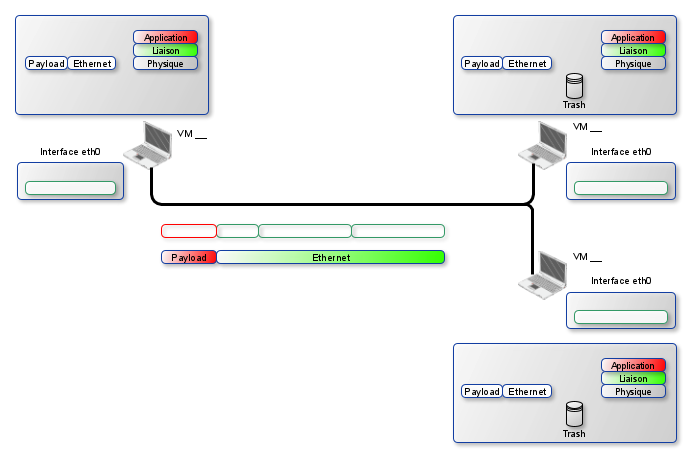 Application
Liaison
Payload Ethernet Physique
VM __
Interface eth0
Application
Liaison
Payload Ethernet Physique
Trash
VM __
Interface eth0
Payload Ethernet
VM __
Interface eth0
Application
Liaison
Payload Ethernet Physique
Trash